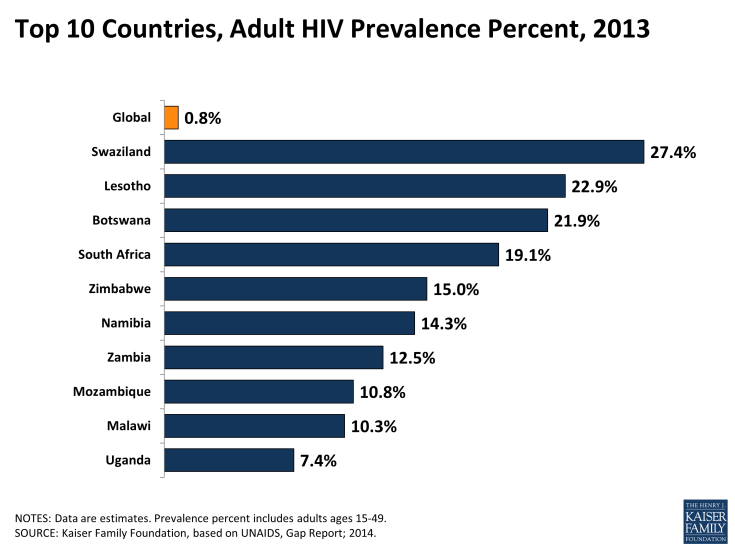 Top 10 Countries, Adult HIV Prevalence Percent, 2013
Global 0.8%
Swaziland 27.4%
Lesotho 22.9%
Botswana 21.9%
South Africa 19.1%
Zimbabwe 15.0%
Namibia 14.3%
Zambia 12.5%
Mozambique 10.8%
Malawi 10.3%
Uganda 7.4%
NOTES: Data are estimates. Prevalence percent includes adults ages 15-49.
SOURCE: Kaiser Family Foundation, based on UNAIDS, Gap Report; 2014.
THE HENRY J.
KAISER
FAMILY
FOUNDATION